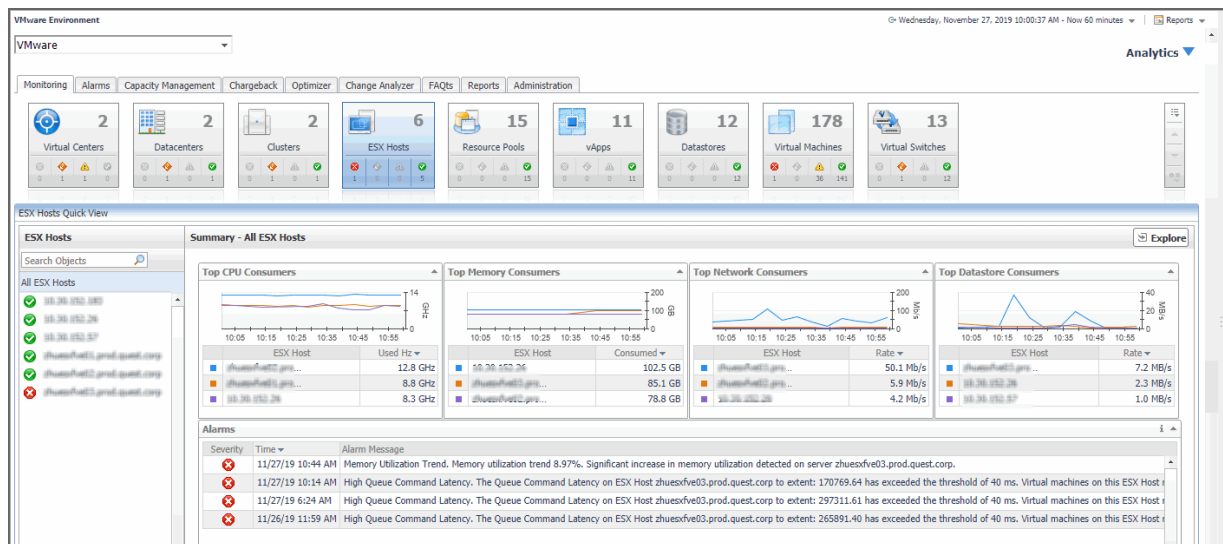 VMware Environment
Wednesday, November 27, 2019 10:00:37 AM - Now 60 minutes
Reports
VMware
Analytics
Monitoring Alarms Capacity Management Chargeback Optimizer Change Analyzer FAQts Reports Administration
2 2 2 6 15 11 12 178 13
Virtual Centers Datacenters Clusters ESX Hosts Resource Pools vApps Datastores Virtual Machines Virtual Switches
0 1 1 0 0 1 0 1 0 1 0 1 1 0 0 5 0 0 0 15 0 0 0 11 0 0 0 12 1 0 36 141 0 1 0 12
ESX Hosts Quick View
ESX Hosts
Search Objects
All ESX Hosts
Summary - All ESX Hosts
Explore
Top CPU Consumers
14
GHz
0
10:05 10:15 10:25 10:35 10:45 10:55
ESX Host Used Hz
12.8 GHz
8.8 GHz
8.3 GHz
Top Memory Consumers
200
100
0
GB
10:05 10:15 10:25 10:35 10:45 10:55
ESX Host Consumed
102.5 GB
85.1 GB
78.8 GB
Top Network Consumers
200
100
0
Mb/s
10:05 10:15 10:25 10:35 10:45 10:55
ESX Host Rate
50.1 Mb/s
5.9 Mb/s
4.2 Mb/s
Top Datastore Consumers
40
20
0
MB/s
10:05 10:15 10:25 10:35 10:45 10:55
ESX Host Rate
7.2 MB/s
2.3 MB/s
1.0 MB/s
Alarms
Severity Time Alarm Message
11/27/19 10:44 AM Memory Utilization Trend. Memory utilization trend 8.97%. Significant increase in memory utilization detected on server zhuesxfve03.prod.quest.corp.
11/27/19 10:14 AM High Queue Command Latency. The Queue Command Latency on ESX Host zhuesxfve03.prod.quest.corp to extent: 170769.64 has exceeded the threshold of 40 ms. Virtual machines on this ESX Host
11/27/19 6:24 AM High Queue Command Latency. The Queue Command Latency on ESX Host zhuesxfve03.prod.quest.corp to extent: 297311.61 has exceeded the threshold of 40 ms. Virtual machines on this ESX Host
11/26/19 11:59 AM High Queue Command Latency. The Queue Command Latency on ESX Host zhuesxfve03.prod.quest.corp to extent: 265891.40 has exceeded the threshold of 40 ms. Virtual machines on this ESX Host